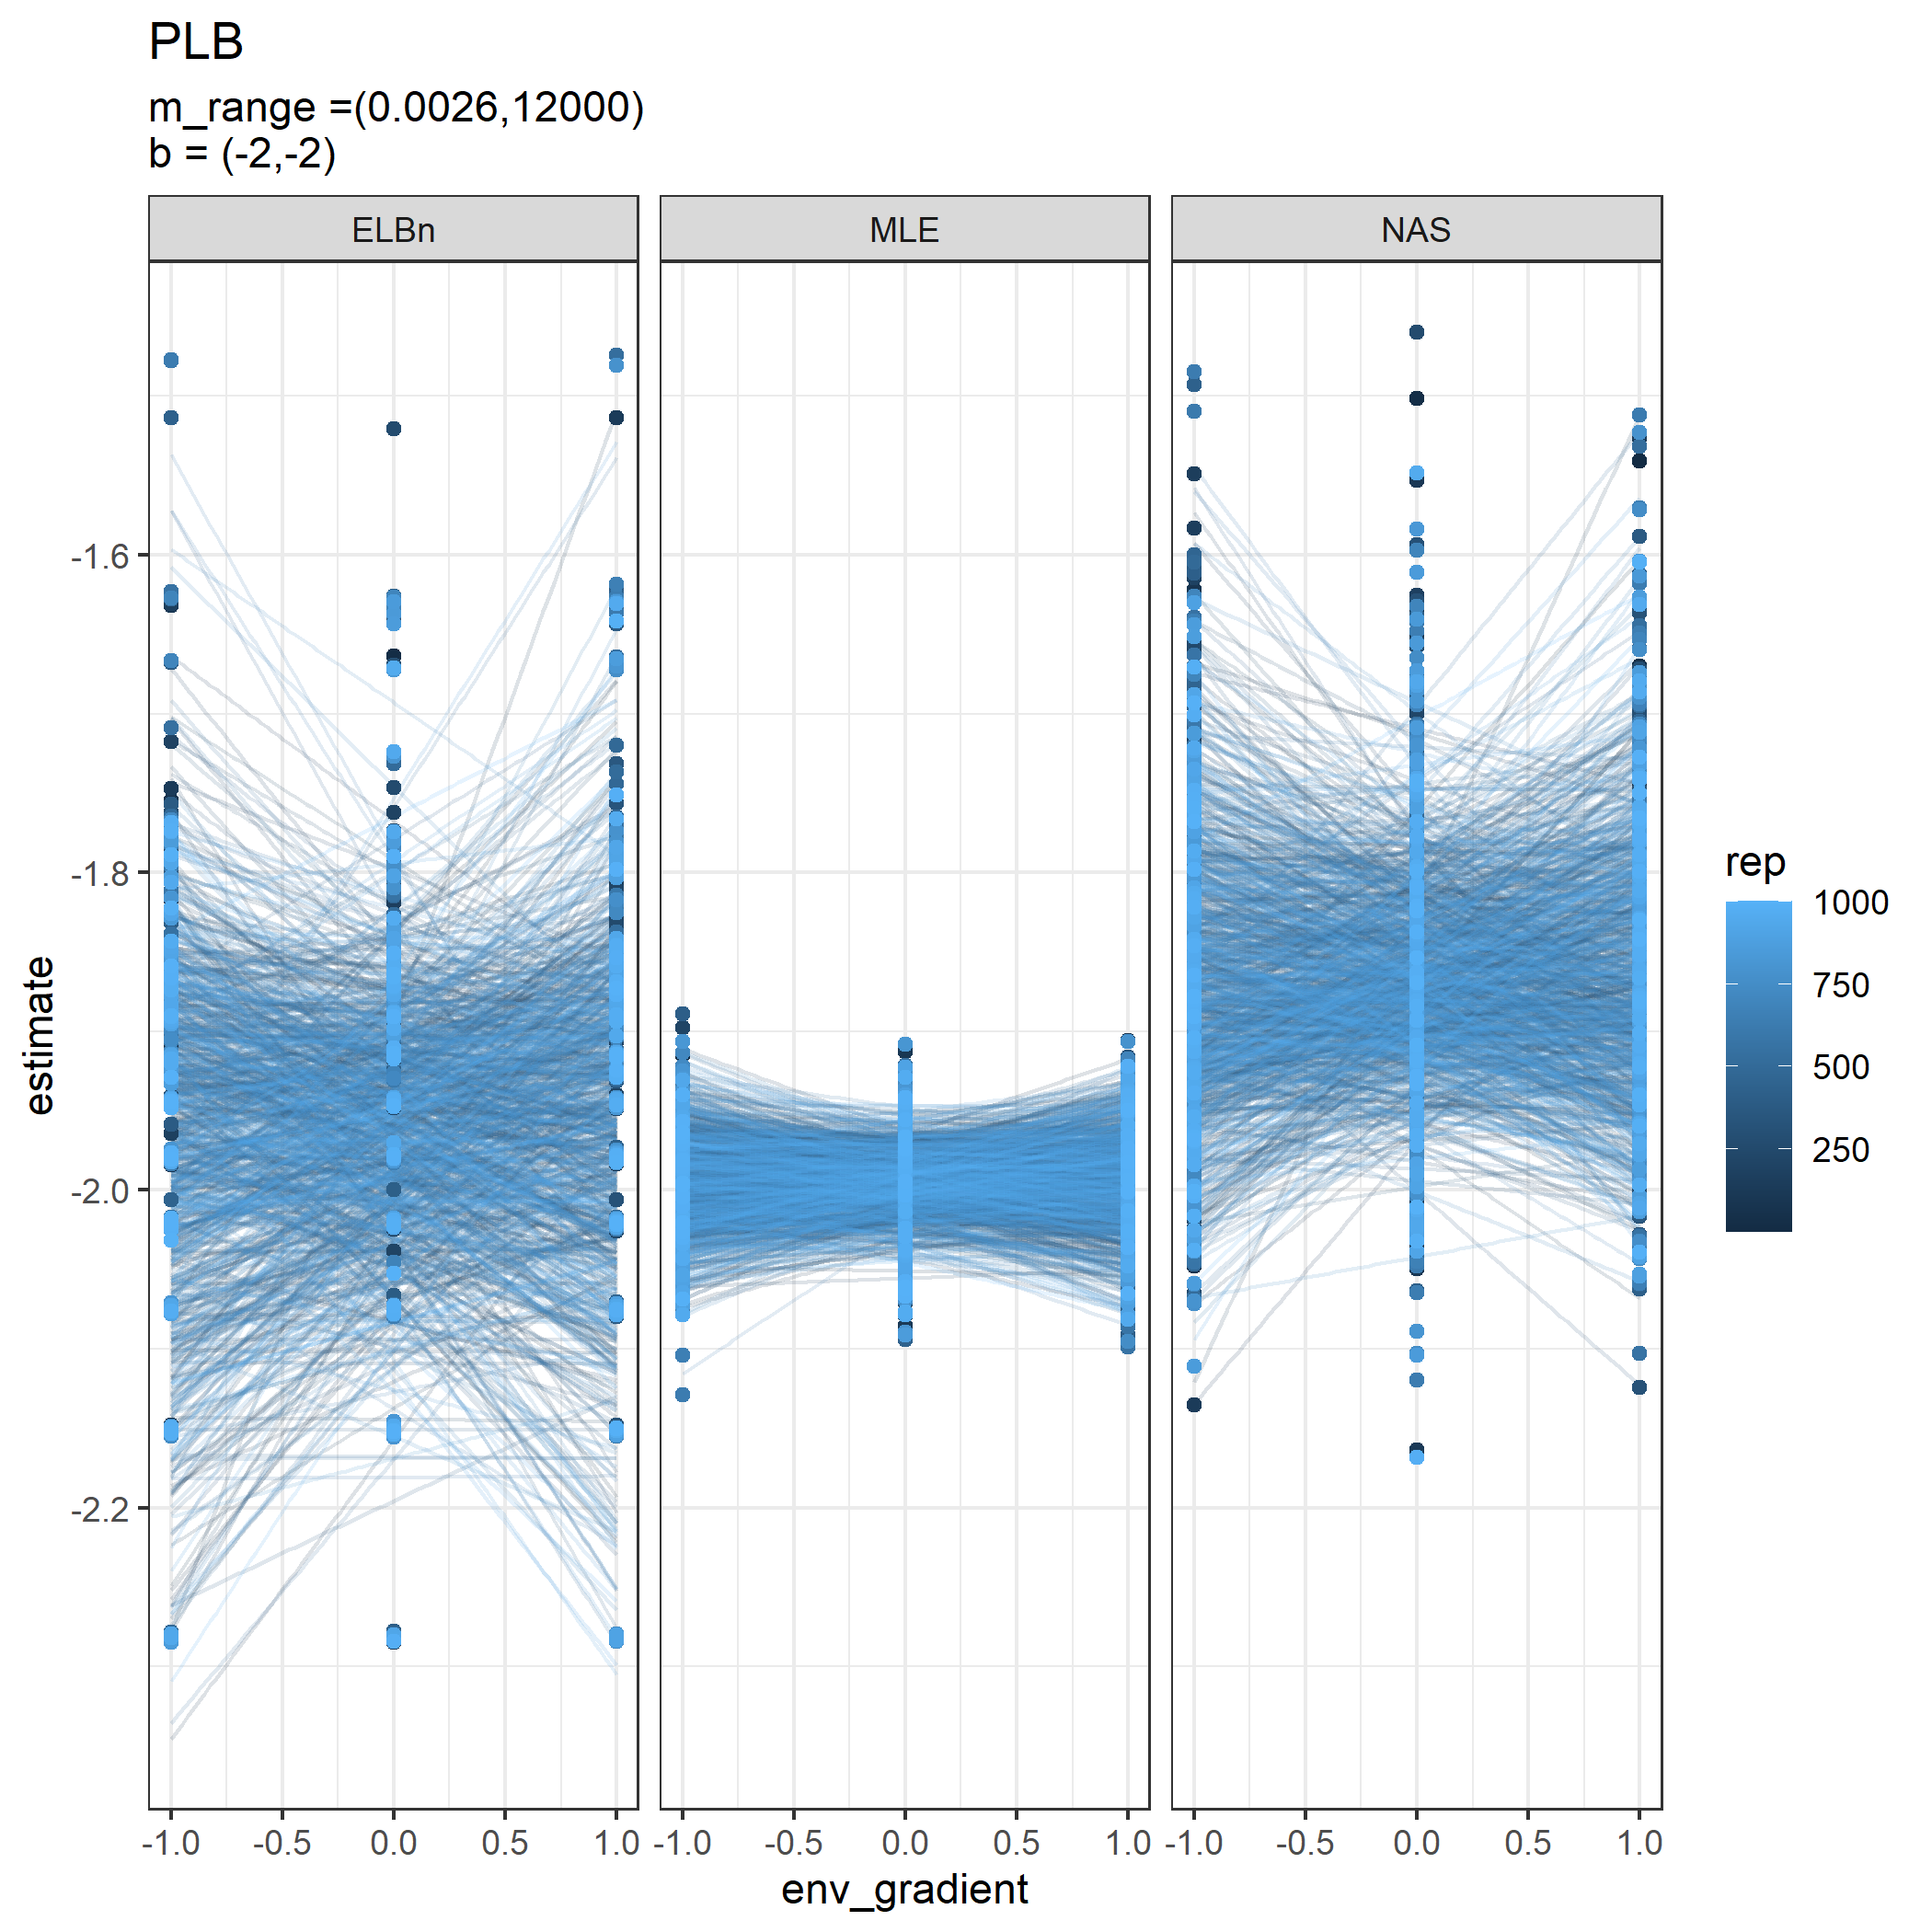 PLB
m_range =(0.0026,12000)
b = (-2,-2)
ELBn MLE NAS
-1.6
-1.8
-2.0
-2.2
estimate
-1.0 -0.5 0.0 0.5 1.0 -1.0 -0.5 0.0 0.5 1.0 -1.0 -0.5 0.0 0.5 1.0
env_gradient
rep
1000
750
500
250